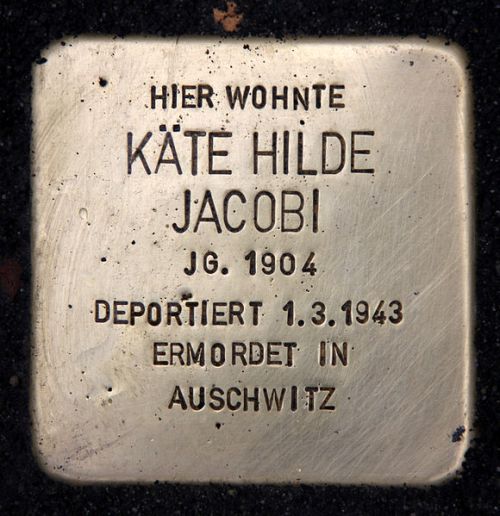 HIER WOHNTE
KÄTE HILDE
JACOBI
JG. 1904
DEPORTIERT 1.3.1943
ERMORDET IN
AUSCHWITZ